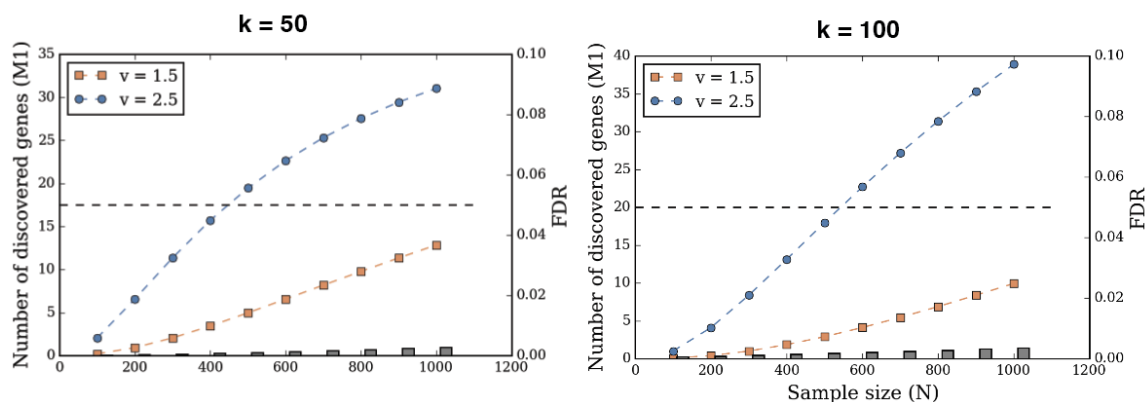 k = 50
Number of discovered genes (M1)
35
30
25
20
15
10
5
0
v = 1.5
v = 2.5
0.10
0.08
0.06
0.04
0.02
0.00
FDR
0 200 400 600 800 1000 1200
k = 100
Number of discovered genes (M1)
40
35
30
25
20
15
10
5
0
v = 1.5
v = 2.5
0.10
0.08
0.06
0.04
0.02
0.00
FDR
0 200 400 600 800 1000 1200
Sample size (N)